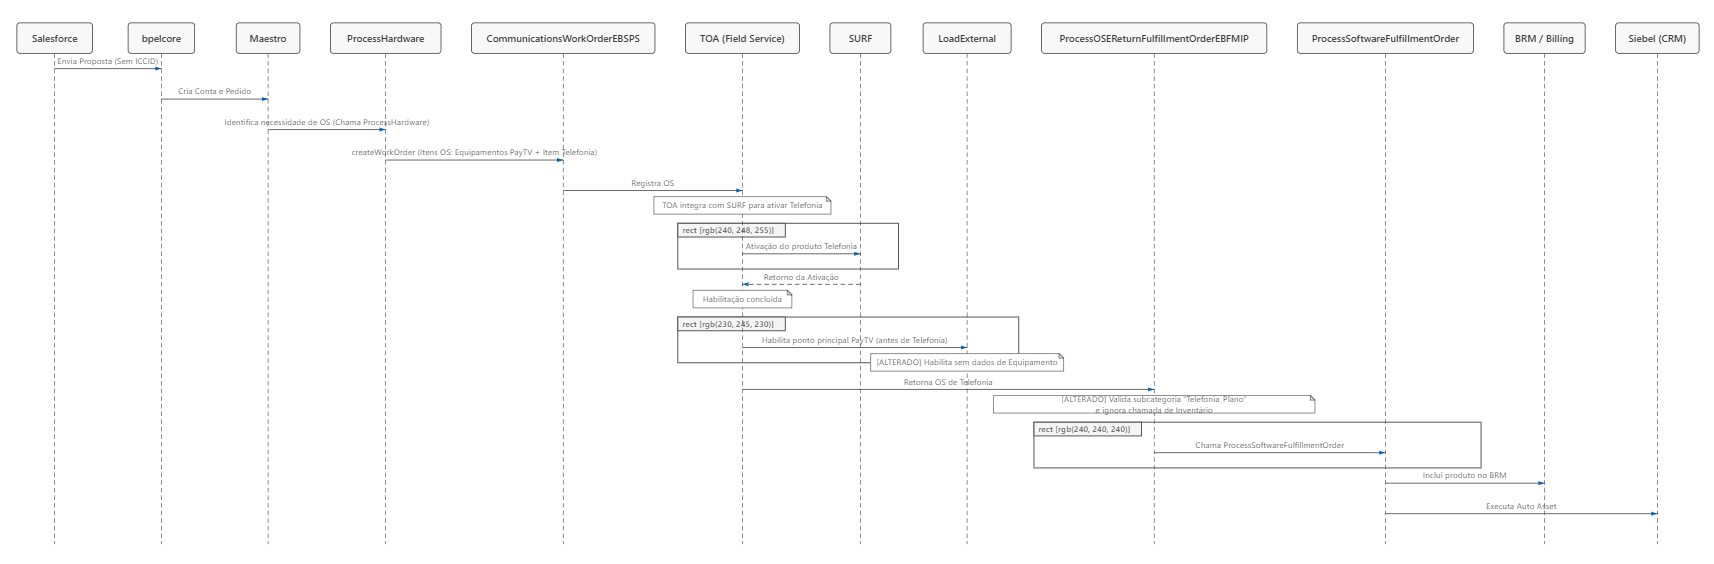 Salesforce
bpelcore
Maestro
ProcessHardware
CommunicationsWorkOrderEBSPS
TOA (Field Service)
SURF
LoadExternal
ProcessOSEReturnFulfillmentOrderEBFMIP
ProcessSoftwareFulfillmentOrder
BRM / Billing
Siebel (CRM)
Envia Proposta (Sem ICCID)
Cria Conta e Pedido
Identifica necessidade de OS (Chama ProcessHardware)
createWorkOrder (Itens OS: Equipamentos PayTV + Item Telefonia)
Registra OS
TOA integra com SURF para ativar Telefonia
rect [rgb(240, 248, 255)]
Ativação do produto Telefonia
Retorno da Ativação
Habilitação concluída
rect [rgb(230, 245, 230)]
Habilita ponto principal PayTV (antes de Telefonia)
[ALTERADO] Habilita sem dados de Equipamento
Retorna OS de Telefonia
[ALTERADO] Valida subcategoria "Telefonia_Plano"
e ignora chamada de Inventário
rect [rgb(240, 240, 240)]
Chama ProcessSoftwareFulfillmentOrder
Inclui produto no BRM
Executa Auto Asset